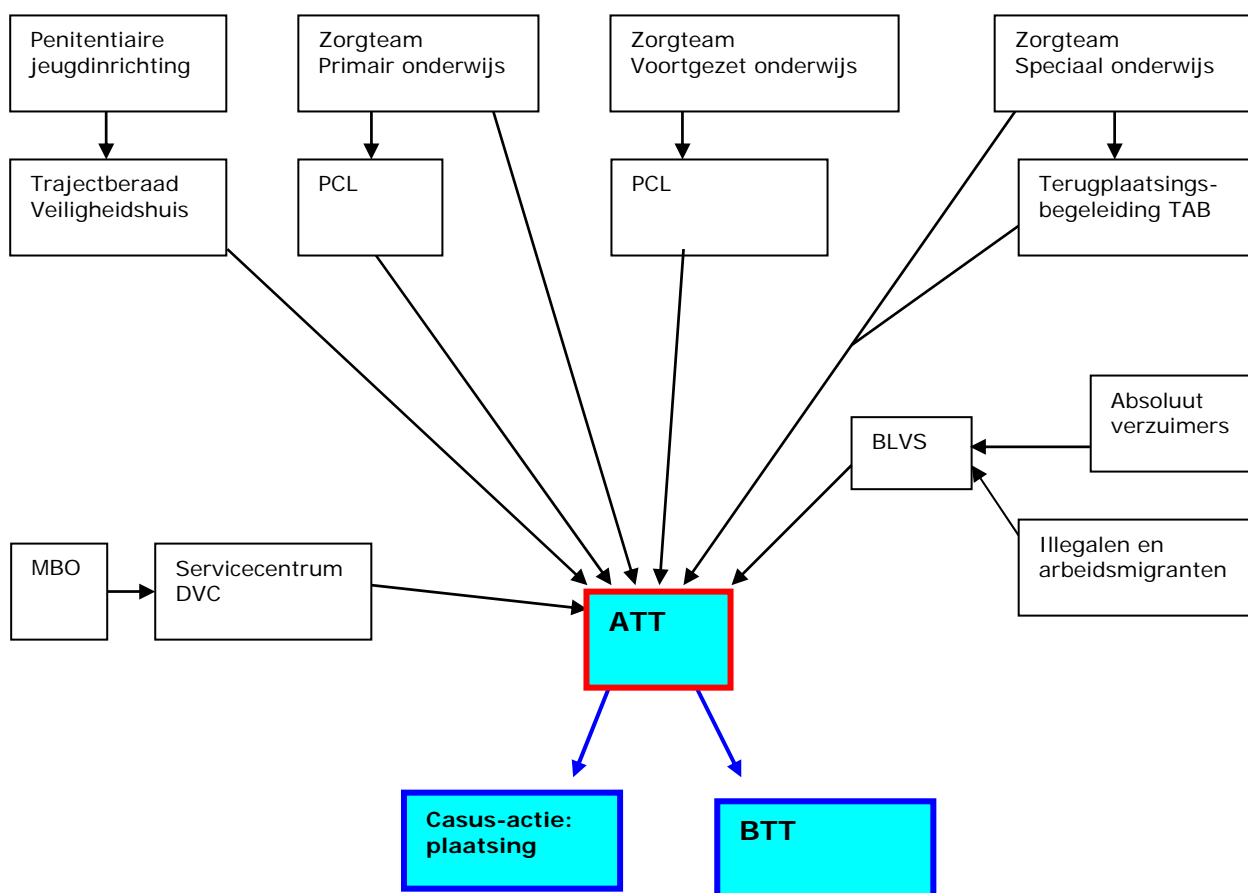 Penitentiaire
jeugdinrichting
Zorgteam
Primair onderwijs
Zorgteam
Voortgezet onderwijs
Zorgteam
Speciaal onderwijs
Trajectberaad
Veiligheidshuis
PCL
PCL
Terugplaatsings-
begeleiding TAB
Absoluut
verzuimers
BLVS
Illegalen en
arbeidsmigranten
MBO
Servicecentrum
DVC
ATT
Casus-actie:
plaatsing
BTT